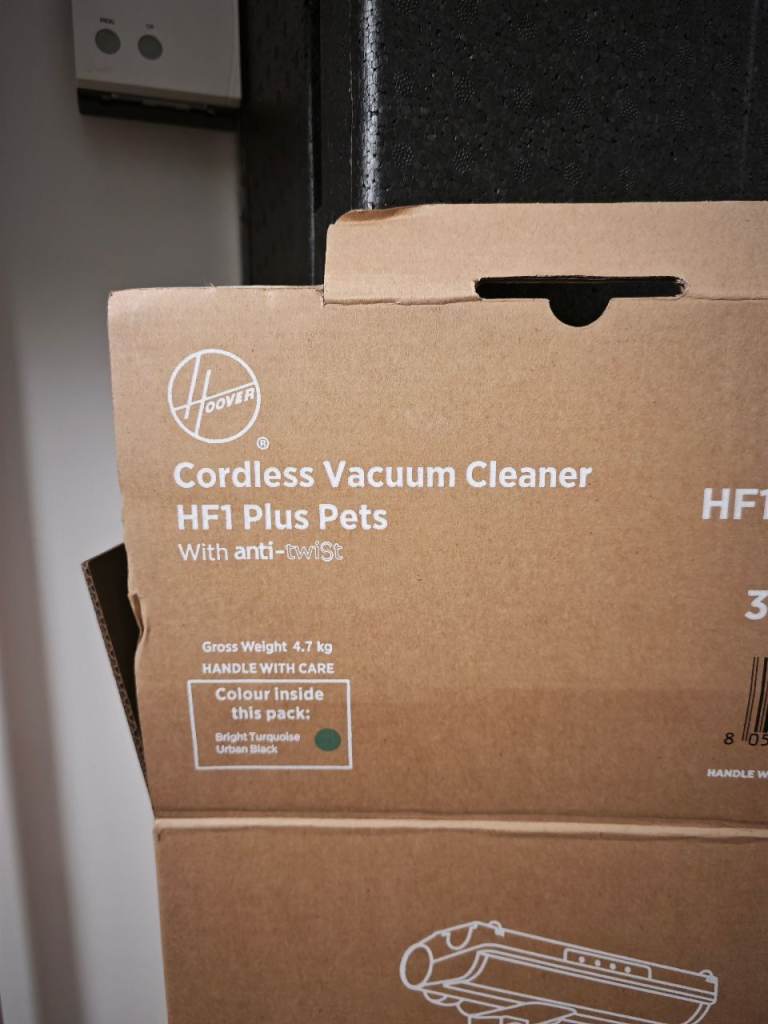 HOOVER
®
Cordless Vacuum Cleaner
HF1 Plus Pets
With anti-twiSt
HF1
3
Gross Weight 4.7 kg
HANDLE WITH CARE
Colour inside
this pack:
Bright Turquoise
Urban Black
8 05
HANDLE W